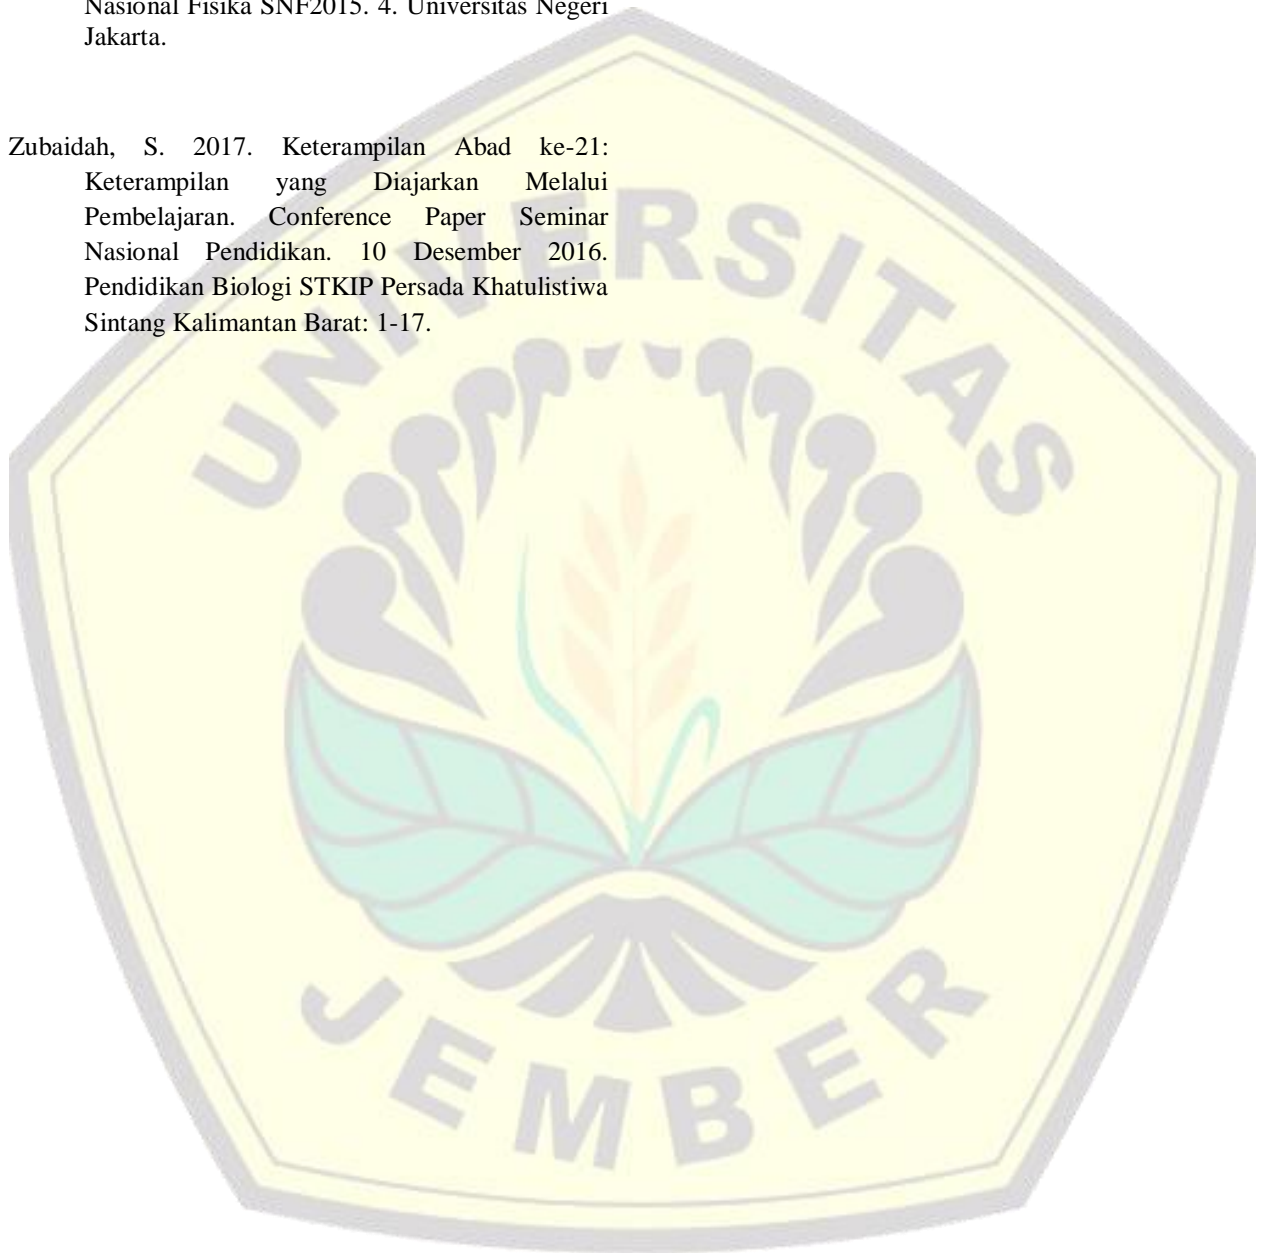 Nasional Fisika SNF2015. 4. Universitas Negeri
Jakarta.
Zubaidah, S. 2017. Keterampilan Abad ke-21:
Keterampilan yang Diajarkan Melalui
Pembelajaran. Conference Paper Seminar
Nasional Pendidikan. 10 Desember 2016.
Pendidikan Biologi STKIP Persada Khatulistiwa
Sintang Kalimantan Barat: 1-17.
UNIVERSITAS
JEMBER